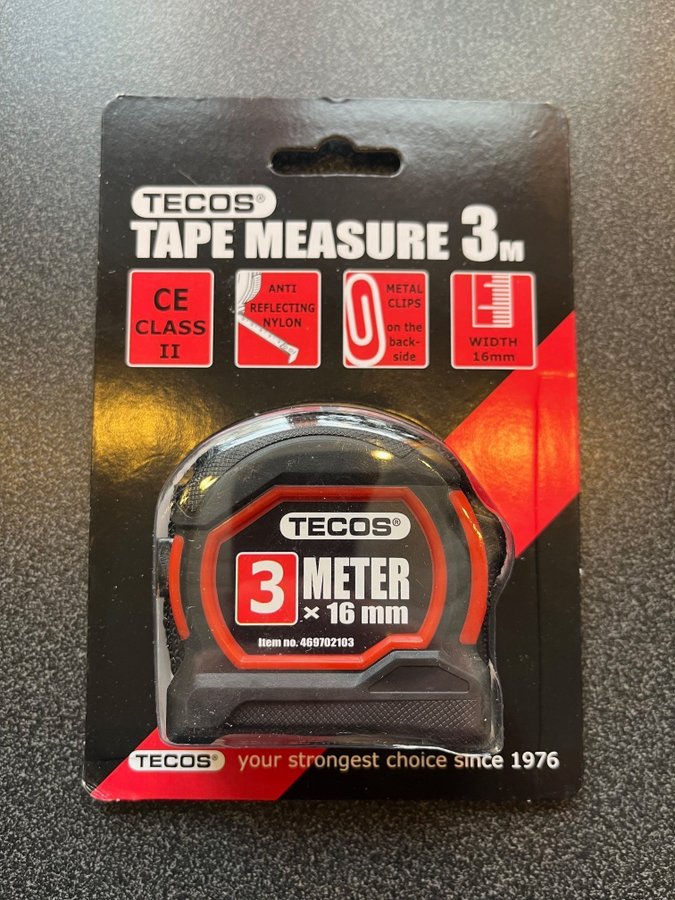 TECOS®
TAPE MEASURE 3M
CE
CLASS
II
ANTI
REFLECTING
NYLON
METAL
CLIPS
on the
back-
side
WIDTH
16mm
TECOS®
3 METER
× 16 mm
Item no. 469702103
TECOS® your strongest choice since 1976